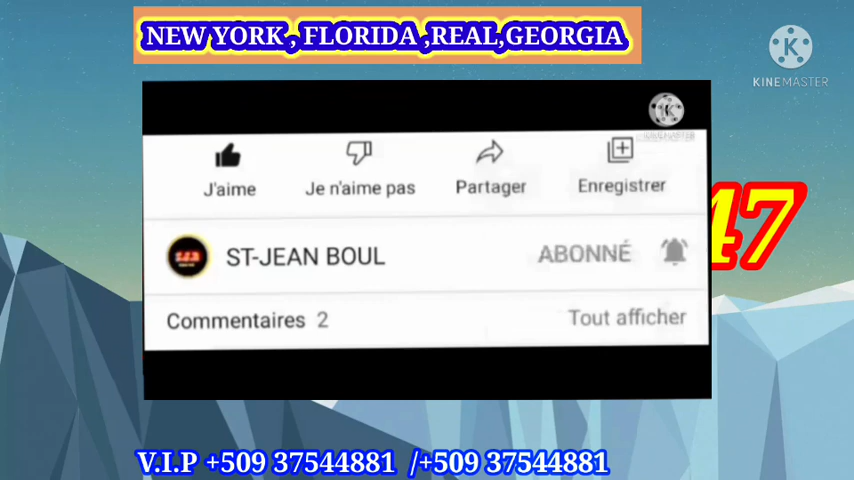 NEW YORK , FLORIDA ,REAL,GEORGIA
KINEMASTER
J'aime
Je n'aime pas
Partager
Enregistrer
47
ST-JEAN BOUL
ABONNÉ
Commentaires 2
Tout afficher
V.I.P +509 37544881 /+509 37544881